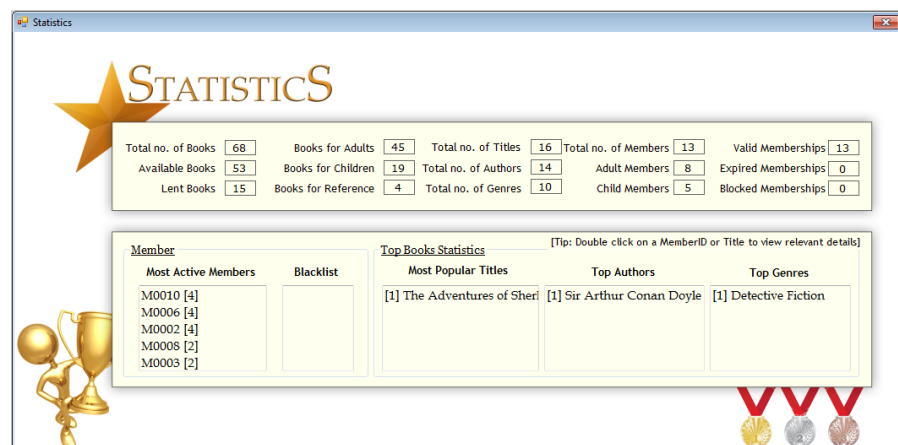 Statistics
STATISTICS
Total no. of Books 68 Books for Adults 45 Total no. of Titles 16 Total no. of Members 13 Valid Memberships 13
Available Books 53 Books for Children 19 Total no. of Authors 14 Adult Members 8 Expired Memberships 0
Lent Books 15 Books for Reference 4 Total no. of Genres 10 Child Members 5 Blocked Memberships 0
[Tip: Double click on a MemberID or Title to view relevant details]
Member Top Books Statistics
Most Active Members Blacklist Most Popular Titles Top Authors Top Genres
M0010 [4] [1] The Adventures of Sherl [1] Sir Arthur Conan Doyle [1] Detective Fiction
M0006 [4]
M0002 [4]
M0008 [2]
M0003 [2]